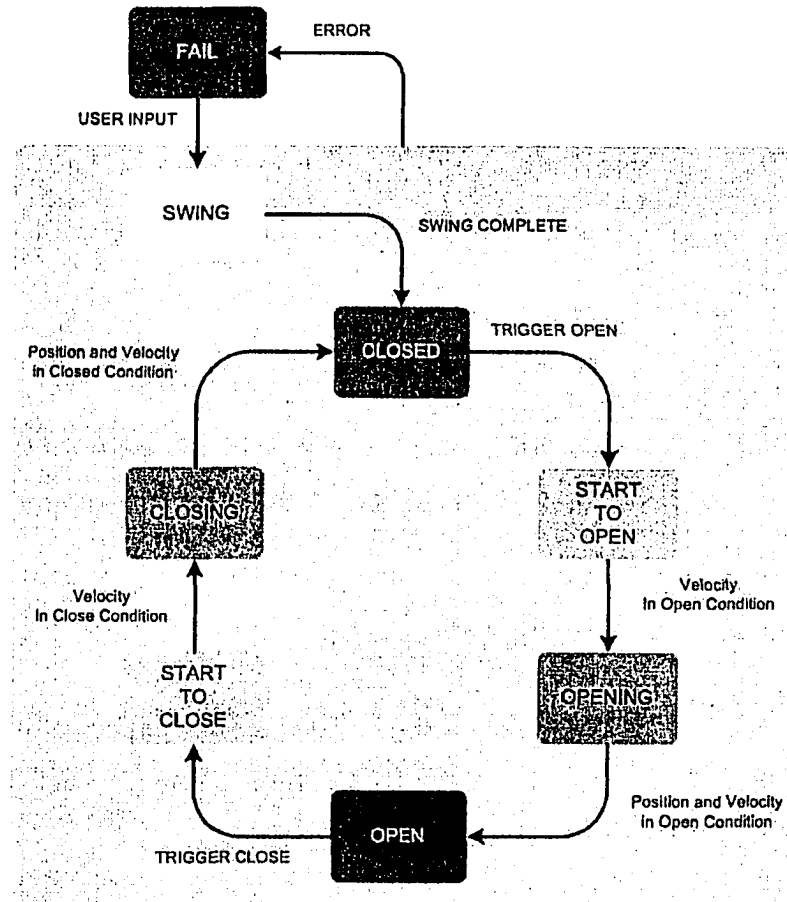 ERROR
FAIL
USER INPUT
SWING
SWING COMPLETE
TRIGGER OPEN
CLOSED
Position and Velocity
In Closed Condition
START
TO
OPEN
CLOSING
Velocity
In Close Condition
Velocity
In Open Condition
START
TO
CLOSE
OPENING
Position and Velocity
in Open Condition
OPEN
TRIGGER CLOSE